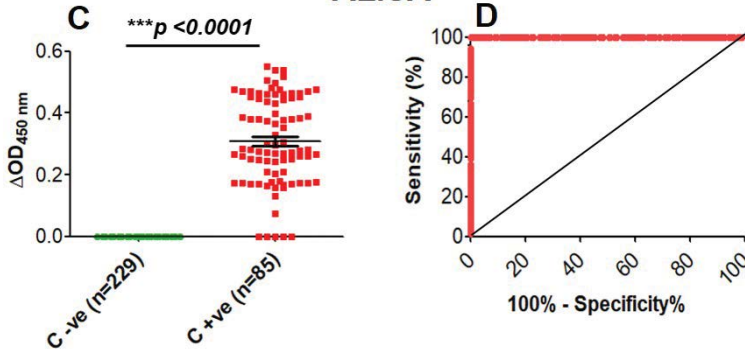 C
***p <0.0001
ΔOD450 nm
0.6
0.4
0.2
0.0
C -ve (n=229)
C +ve (n=85)
D
Sensitivity (%)
100
80
60
40
20
0
0
20
40
60
80
100
100% - Specificity%